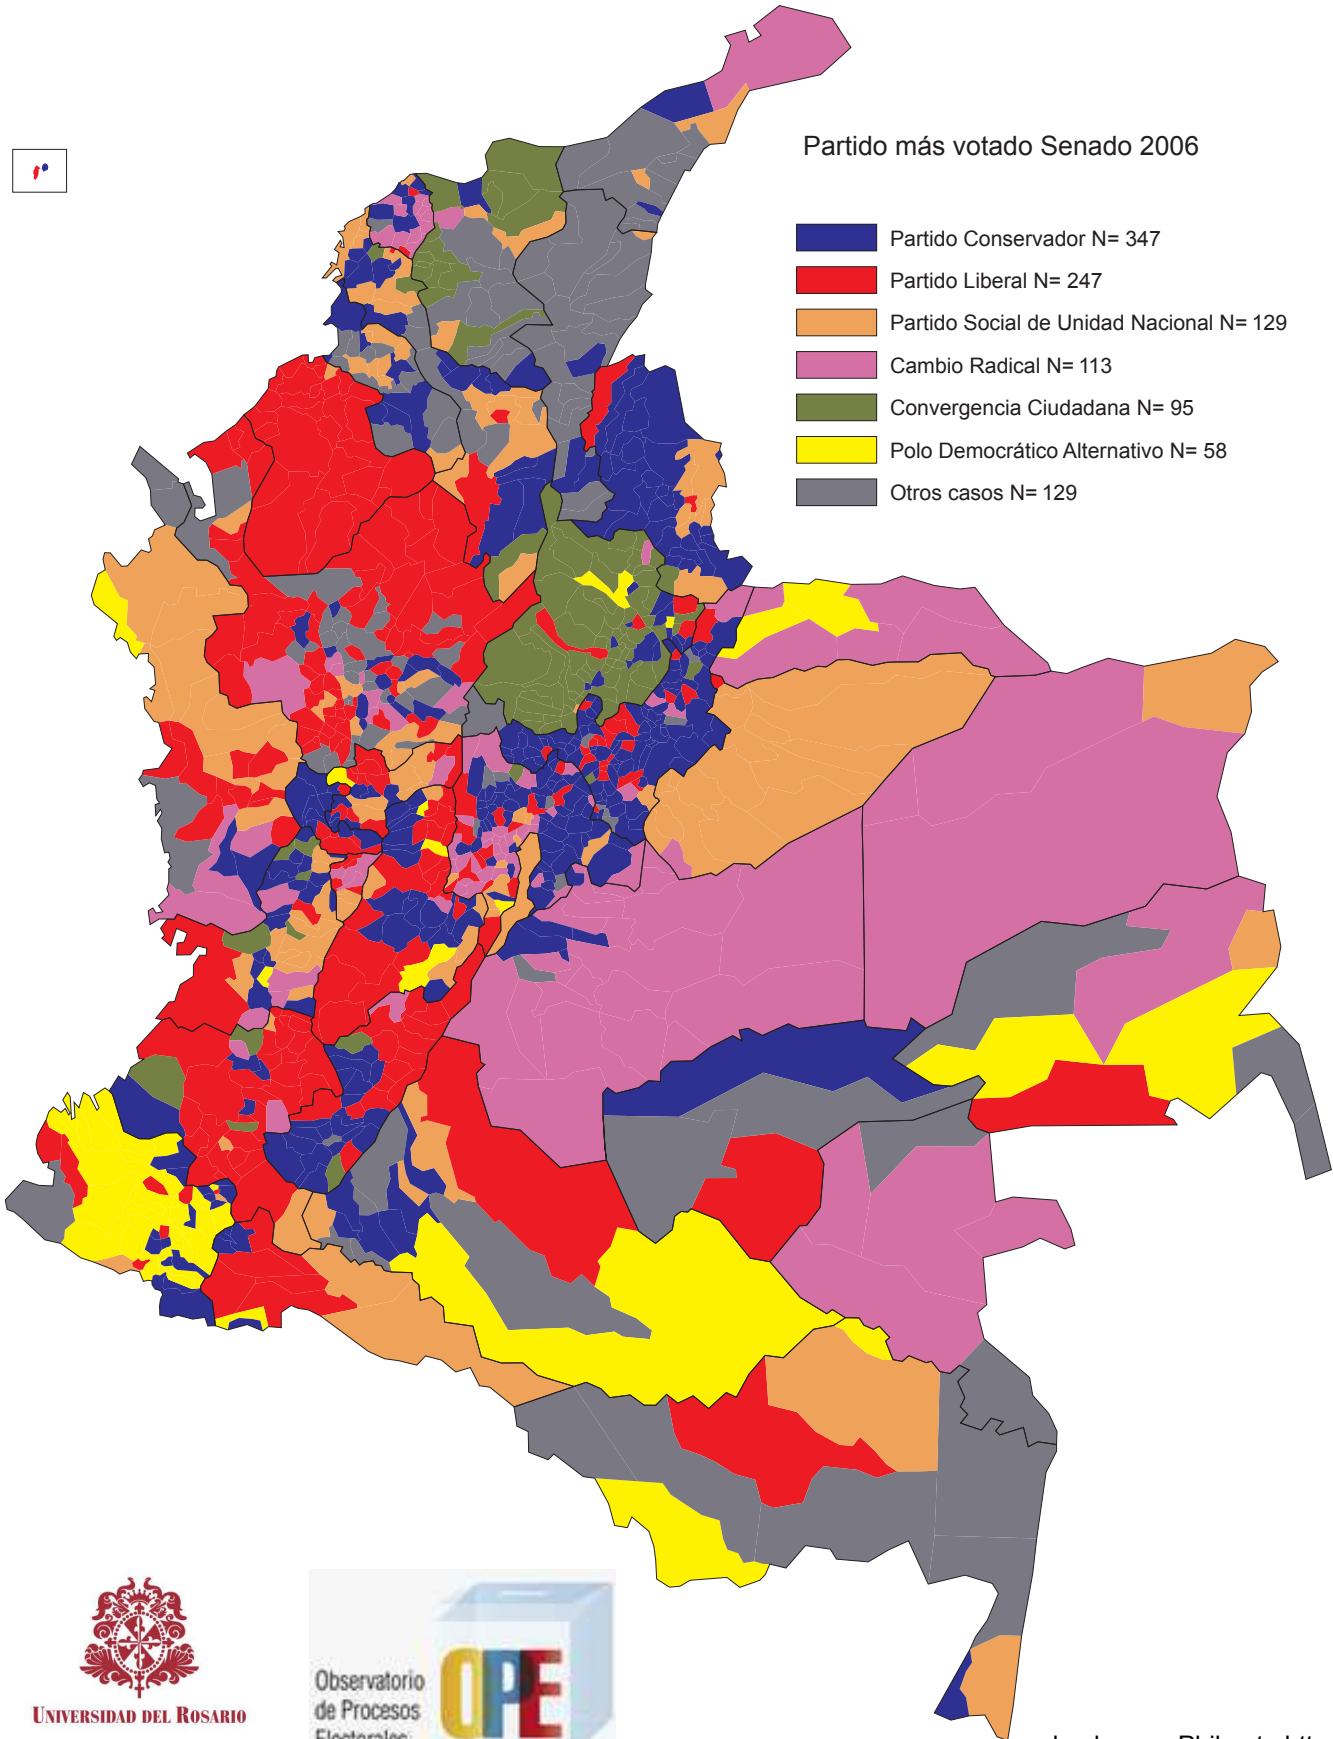 Partido más votado Senado 2006
Partido Conservador N= 347
Partido Liberal N= 247
Partido Social de Unidad Nacional N= 129
Cambio Radical N= 113
Convergencia Ciudadana N= 95
Polo Democrático Alternativo N= 58
Otros casos N= 129
UNIVERSIDAD DEL ROSARIO
Observatorio
de Procesos
Electorales
OPE